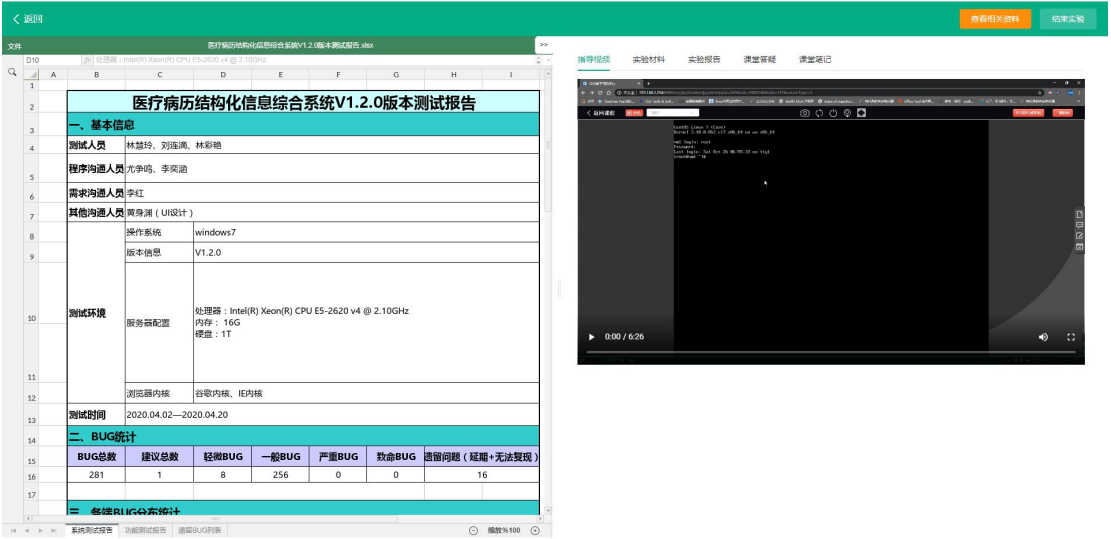 返回
查看相关资料
结束实验
文件
医疗病历结构化信息综合系统V1.2.0版本测试报告.xlsx
>>
D10
处理器：Intel(R) Xeon(R) CPU E5-2620 v4 @ 2.10GHz
A B C D E F G H I
1
2 医疗病历结构化信息综合系统V1.2.0版本测试报告
3 一、基本信息
4 测试人员 林慧玲、刘连漪、林彩艳
5 程序沟通人员 尤争鸣、李奕涵
6 需求沟通人员 李红
7 其他沟通人员 黄身渊（UI设计）
8 操作系统 windows7
9 版本信息 V1.2.0
测试环境
10 服务器配置
处理器：Intel(R) Xeon(R) CPU E5-2620 v4 @ 2.10GHz
内存： 16G
硬盘：1T
11
12 浏览器内核 谷歌内核、IE内核
13 测试时间 2020.04.02—2020.04.20
14 二、BUG统计
15 BUG总数 建议总数 轻微BUG 一般BUG 严重BUG 致命BUG 遗留问题（延期+无法复现）
16 281 1 8 256 0 0 16
17
三、各端BUG分布统计
系统测试报告 功能测试报告 遗留BUG列表
缩放%100
指导视频 实验材料 实验报告 课堂答疑 课堂笔记
返回课程
CentOS Linux 7 (Core)
vm1 login: root
Password:
0:00 / 6:26